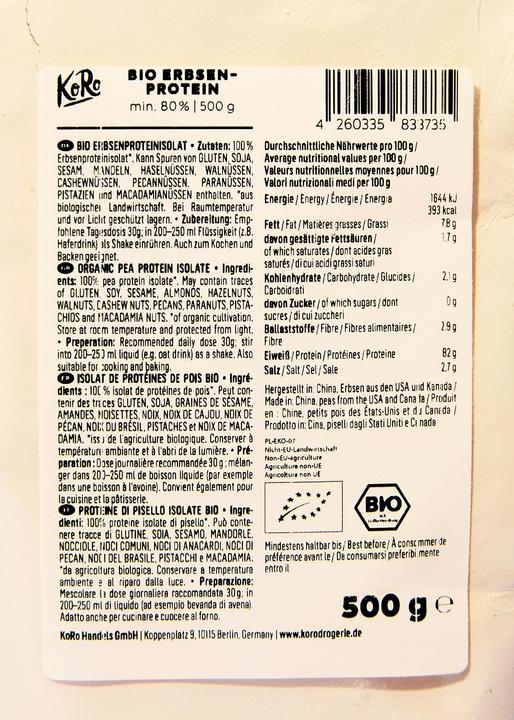 KoRo
BIO ERBSEN-
PROTEIN
min. 80% | 500 g
4 260335 833735
DE BIO ERBSENPROTEINISOLAT • Zutaten: 100%
Erbsenproteinisolat*. Kann Spuren von GLUTEN, SOJA,
SESAM, MANDELN, HASELNÜSSEN, WALNÜSSEN,
CASHEWNÜSSEN, PECANNÜSSEN, PARANÜSSEN,
PISTAZIEN und MACADAMIANÜSSEN enthalten. *aus
biologischer Landwirtschaft. Bei Raumtemperatur
und vor Licht geschützt lagern. • Zubereitung: Emp-
fohlene Tagesdosis 30g; in 200-250 ml Flüssigkeit (z.B.
Haferdrink) als Shake einrühren. Auch zum Kochen und
Backen geeignet.
EN ORGANIC PEA PROTEIN ISOLATE • Ingredi-
ents: 100% pea protein isolate*. May contain traces
of GLUTEN, SOY, SESAME, ALMONDS, HAZELNUTS,
WALNUTS, CASHEW NUTS, PECANS, PARANUTS, PISTA-
CHIOS and MACADAMIA NUTS. *of organic cultivation.
Store at room temperature and protected from light.
• Preparation: Recommended daily dose 30g; stir
into 200-250 ml liquid (e.g. oat drink) as a shake. Also
suitable for cooking and baking.
FR ISOLAT DE PROTÉINES DE POIS BIO • Ingré-
dients : 100% isolat de protéines de pois*. Peut con-
tenir des traces GLUTEN, SOJA, GRAINES DE SÉSAME,
AMANDES, NOISETTES, NOIX, NOIX DE CAJOU, NOIX DE
PÉCAN, NOIX DU BRÉSIL, PISTACHES et NOIX DE MACA-
DAMIA. *issu de l'agriculture biologique. Conserver à
température ambiante et à l'abri de la lumière. • Pré-
paration : Dose journalière recommandée 30 g ; mélan-
ger dans 200-250 ml de boisson liquide (par exemple
dans une boisson à l'avoine). Convient également pour
la cuisine et la pâtisserie.
IT PROTEINE DI PISELLO ISOLATE BIO • Ingre-
dienti: 100% proteine isolate di pisello*. Può conte-
nere tracce di GLUTINE, SOIA, SESAMO, MANDORLE,
NOCCIOLE, NOCI COMUNI, NOCI DI ANACARDI, NOCI DI
PECAN, NOCI DEL BRASILE, PISTACCHI e MACADAMIA.
*da agricoltura biologica. Conservare a temperatura
ambiente e al riparo dalla luce. • Preparazione:
Mescolare la dose giornaliera raccomandata 30g; in
200-250 ml di liquido (ad esempio bevanda di avena)
Adatto anche per cucinare e cuocere al forno.
Durchschnittliche Nährwerte pro 100 g/
Average nutritional values per 100 g/
Valeurs nutritionnelles moyennes pour 100 g/
Valori nutrizionali medi per 100 g
Energie / Energy / Énergie / Energia 1644 kJ
393 kcal
Fett / Fat / Matières grasses / Grassi 7.8 g
davon gesättigte Fettsäuren / 1.7 g
of which saturates / dont acides gras
saturés / di cui acidi grassi saturi
Kohlenhydrate / Carbohydrate / Glucides / 2.1 g
Carboidrati
davon Zucker / of which sugars / dont 0 g
sucres / di cui zuccheri
Ballaststoffe / Fibre / Fibres alimentaires / 2.9 g
Fibre
Eiweiß / Protein / Protéines / Proteine 82 g
Salz / Salt / Sel / Sale 2.7 g
Hergestellt in: China, Erbsen aus den USA und Kanada /
Made in: China, peas from the USA and Canada / Produit
en : Chine, petits pois des États-Unis et du Canada /
Prodotto in: Cina, piselli dagli Stati Uniti e Canada
PL-EKO-07
Nicht-EU-Landwirtschaft
Non-EU-agriculture
Agricoltura non-UE
Agricoltura non UE
BIO
Mindestens haltbar bis / Best before / À consommer de
préférence avant le / Da consumarsi preferibilmente
entro il
500 g e
KoRo Handels GmbH | Koppenplatz 9, 10115 Berlin, Germany | www.korodrogerie.de